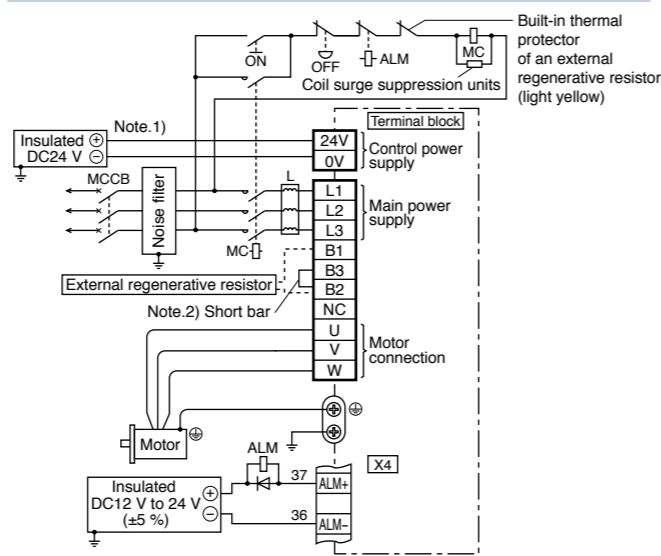 Built-in thermal
protector
of an external
regenerative resistor
(light yellow)
ON
OFF
ALM
MC
Coil surge suppression units
Note.1)
Terminal block
Insulated
DC24 V
24V
0V
Control power
supply
MCCB
Noise filter
L
L1
L2
L3
Main power
supply
MC
B1
External regenerative resistor
B3
B2
Note.2) Short bar
NC
U
V
W
Motor
connection
Motor
ALM
X4
Insulated
DC12 V to 24 V
(±5 %)
37
ALM+
36
ALM−